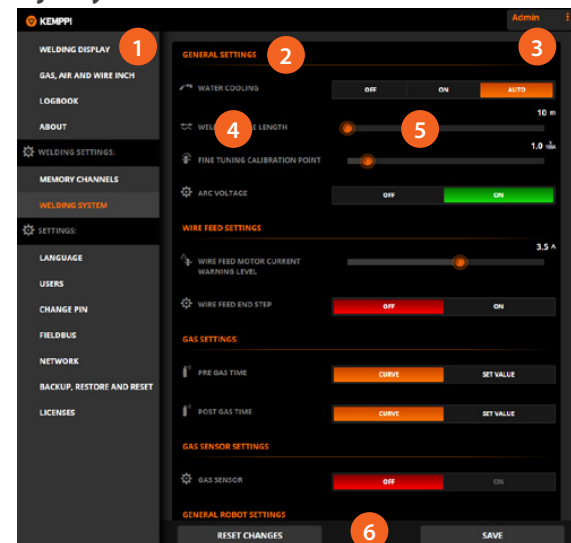 KEMPPI
Admin
WELDING DISPLAY
1
GAS, AIR AND WIRE INCH
LOGBOOK
ABOUT
WELDING SETTINGS:
MEMORY CHANNELS
WELDING SYSTEM
SETTINGS:
LANGUAGE
USERS
CHANGE PIN
FIELDBUS
NETWORK
BACKUP, RESTORE AND RESET
LICENSES
GENERAL SETTINGS
2
3
WATER COOLING
OFF
ON
AUTO
10 m
4
LENGTH
5
1.0
FINE TUNING CALIBRATION POINT
ARC VOLTAGE
OFF
ON
WIRE FEED SETTINGS
3.5 A
WIRE FEED MOTOR CURRENT
WARNING LEVEL
WIRE FEED END STEP
OFF
ON
GAS SETTINGS
PRE GAS TIME
CURVE
SET VALUE
POST GAS TIME
CURVE
SET VALUE
GAS SENSOR SETTINGS
GAS SENSOR
OFF
ON
GENERAL ROBOT SETTINGS
RESET CHANGES
6
SAVE